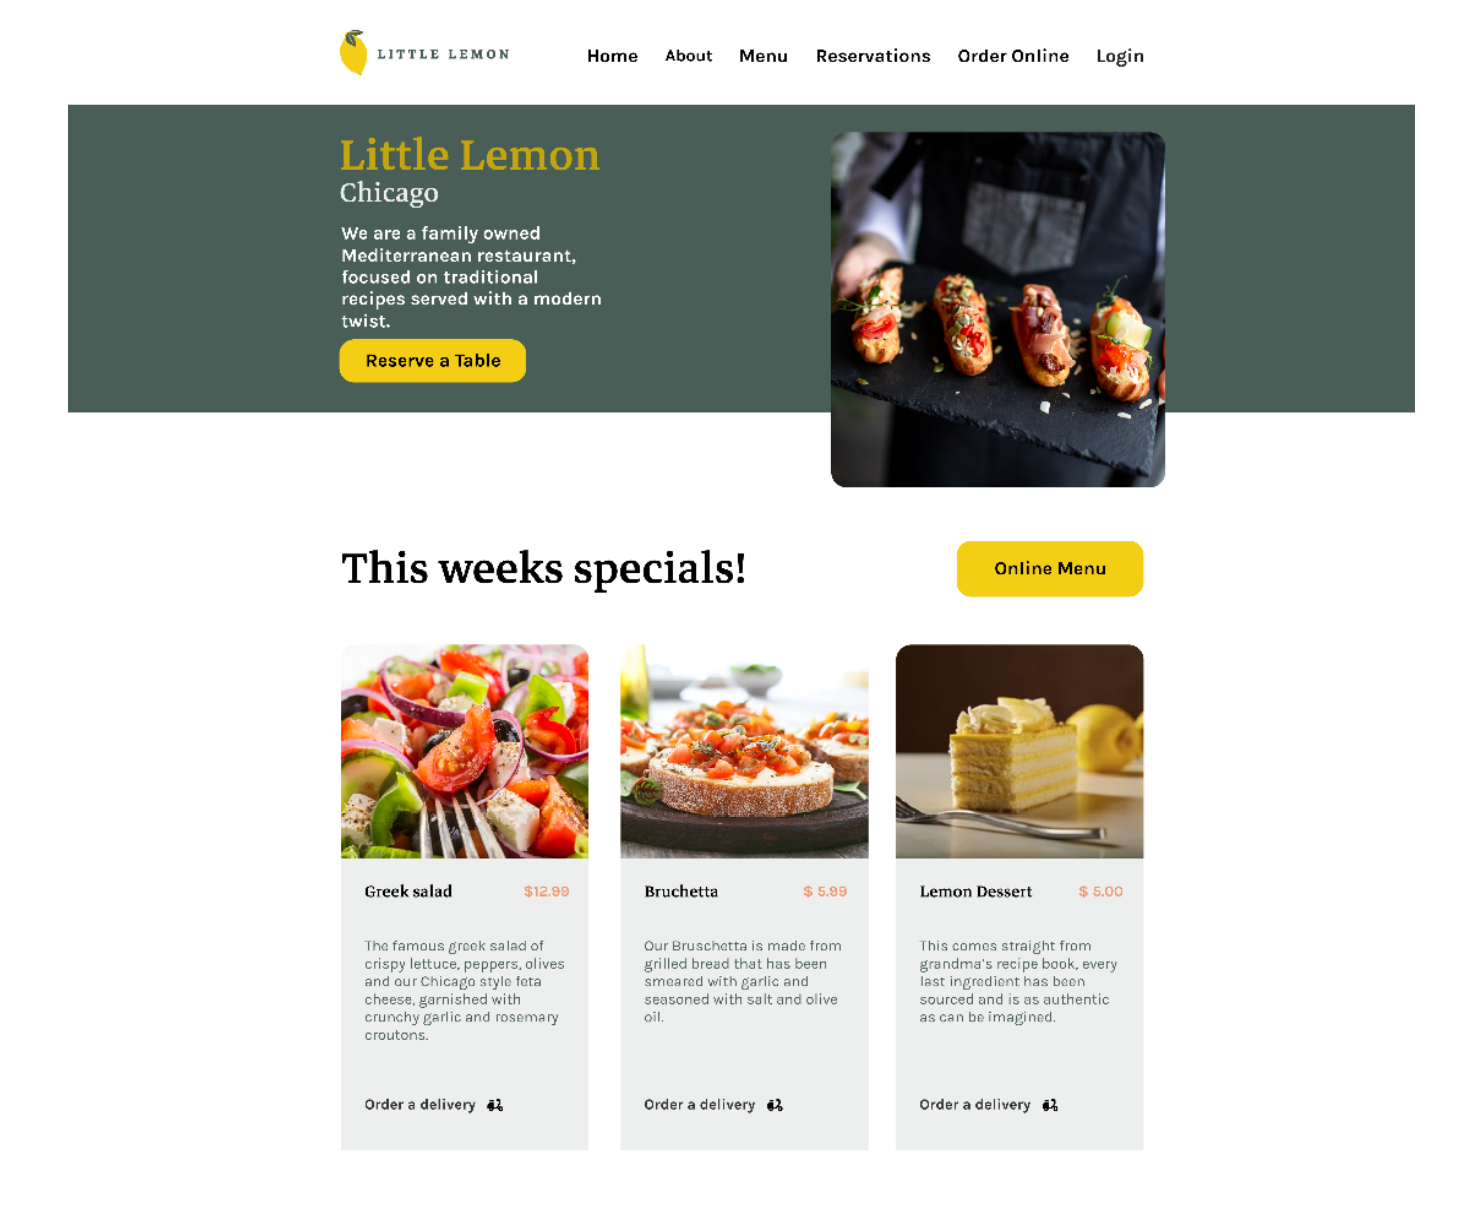 LITTLE LEMON
Home About Menu Reservations Order Online Login
Little Lemon
Chicago
We are a family owned
Mediterranean restaurant,
focused on traditional
recipes served with a modern
twist.
Reserve a Table
This weeks specials!
Online Menu
Greek salad $12.99
The famous greek salad of
crispy lettuce, peppers, olives
and our Chicago style feta
cheese, garnished with
crunchy garlic and rosemary
croutons.
Order a delivery
Bruchetta $ 5.99
Our Bruschetta is made from
grilled bread that has been
smeared with garlic and
seasoned with salt and olive
oil.
Order a delivery
Lemon Dessert $ 5.00
This comes straight from
grandma's recipe book, every
last ingredient has been
sourced and is as authentic
as can be imagined.
Order a delivery